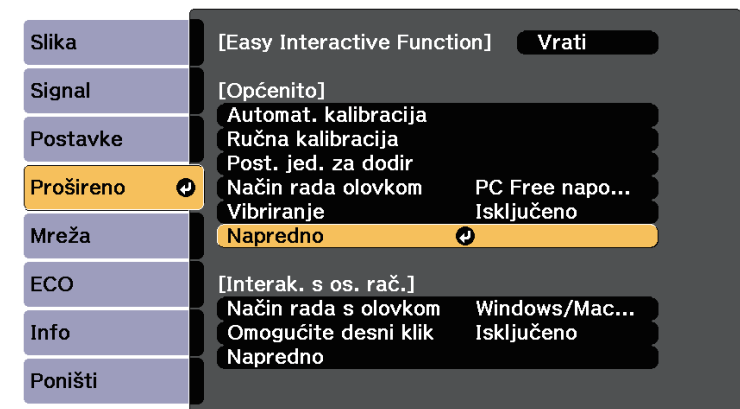 Slika
Signal
Postavke
Prošireno
Mreža
ECO
Info
Poništi
[Easy Interactive Function] Vrati
[Općenito]
Automat. kalibracija
Ručna kalibracija
Post. jed. za dodir
Način rada olovkom PC Free napo...
Vibriranje Isključeno
Napredno
[Interak. s os. rač.]
Način rada s olovkom Windows/Mac...
Omogućite desni klik Isključeno
Napredno